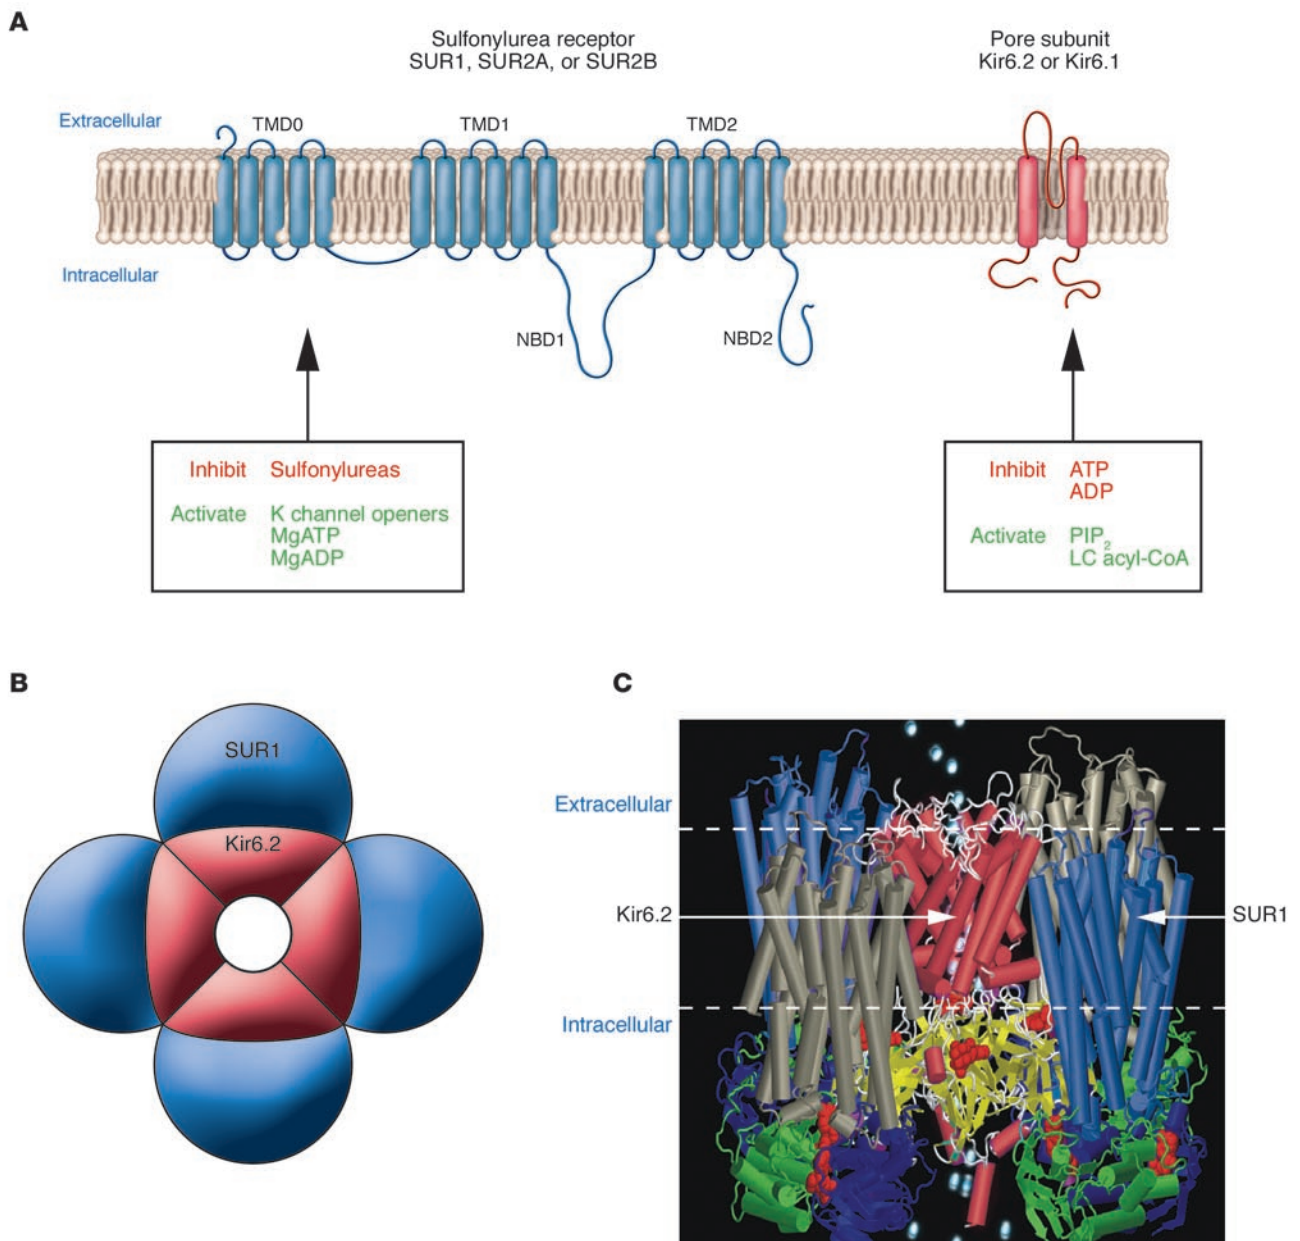 A
Sulfonylurea receptor
SUR1, SUR2A, or SUR2B
Pore subunit
Kir6.2 or Kir6.1
Extracellular
TMD0
TMD1
TMD2
Intracellular
NBD1
NBD2
Inhibit Sulfonylureas
Activate K channel openers
MgATP
MgADP
Inhibit ATP
ADP
Activate PIP₂
LC acyl-CoA
B
SUR1
Kir6.2
C
Extracellular
Kir6.2
SUR1
Intracellular